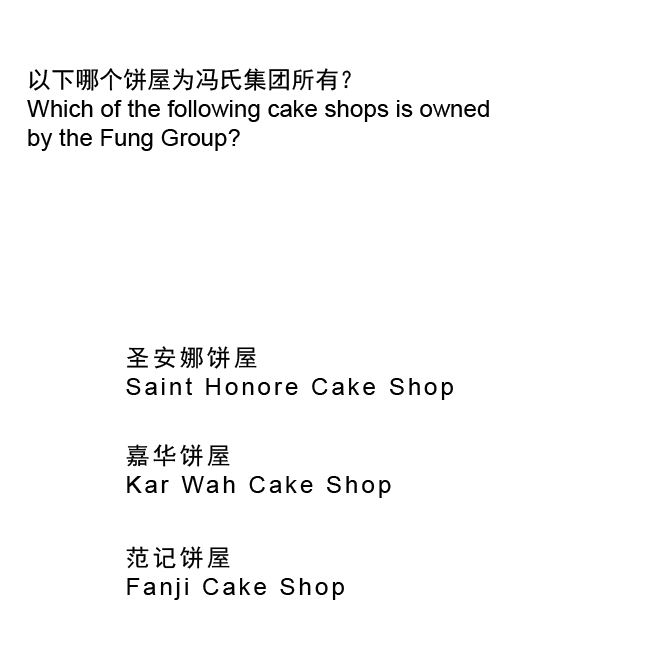 以下哪个饼屋为冯氏集团所有？
Which of the following cake shops is owned
by the Fung Group?
圣安娜饼屋
Saint Honore Cake Shop
嘉华饼屋
Kar Wah Cake Shop
范记饼屋
Fanji Cake Shop